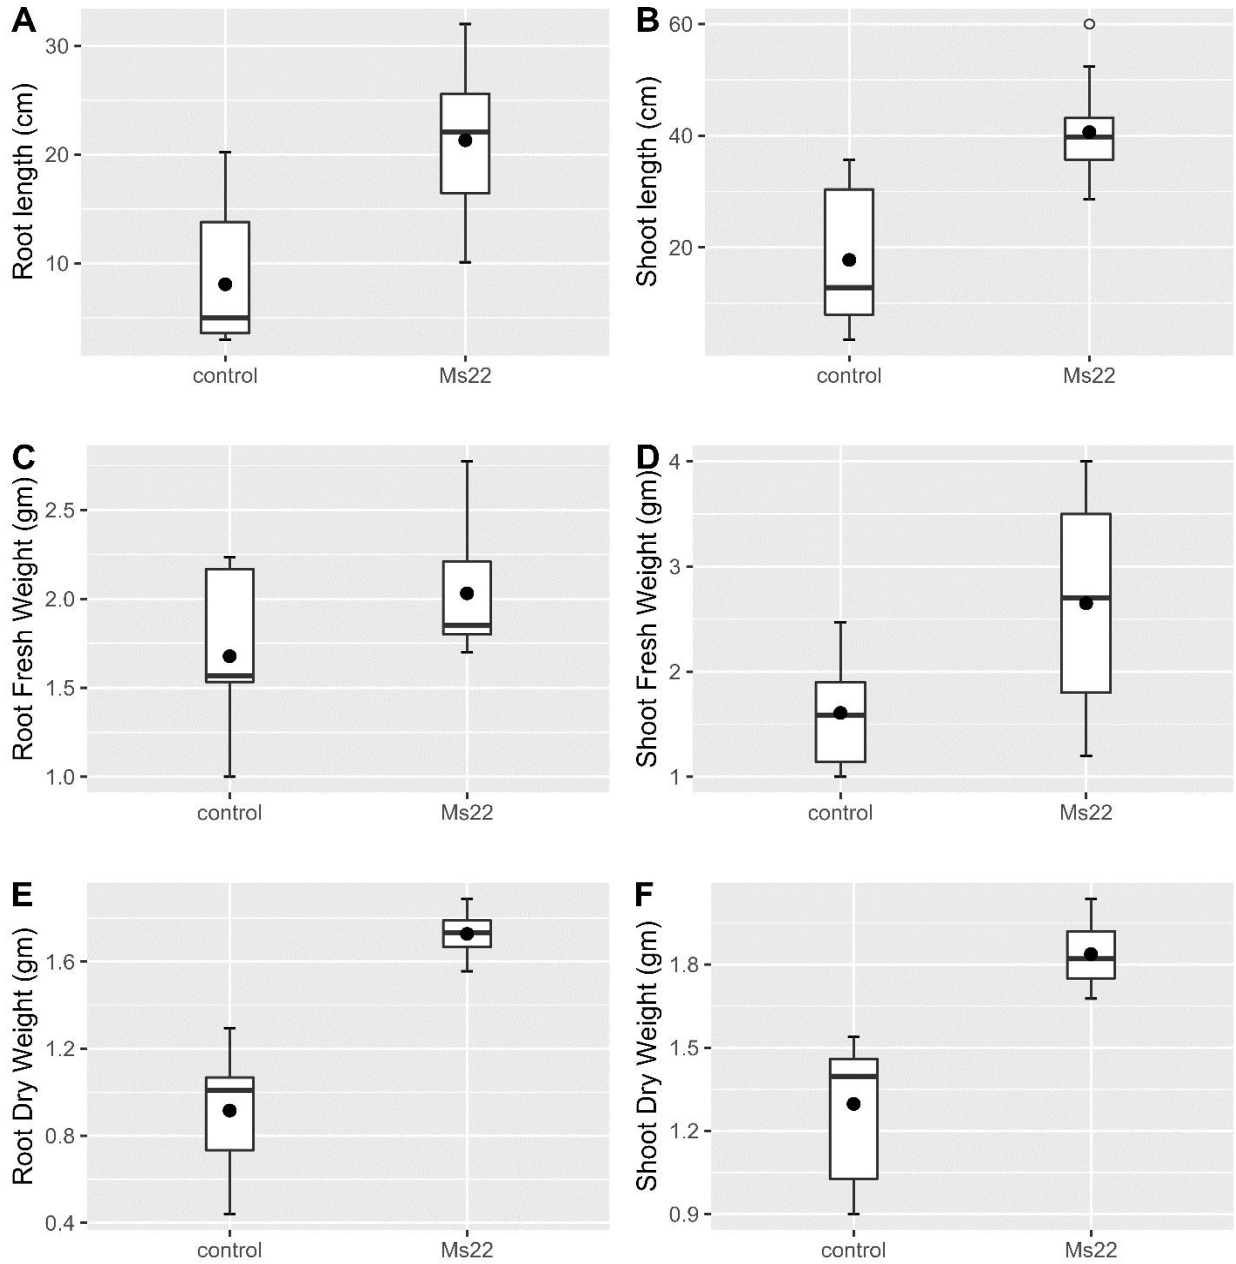 A
Root length (cm)
30
20
10
control Ms22
B
Shoot length (cm)
60
40
20
control Ms22
C
Root Fresh Weight (gm)
2.5
2.0
1.5
1.0
control Ms22
D
Shoot Fresh Weight (gm)
4
3
2
1
control Ms22
E
Root Dry Weight (gm)
1.6
1.2
0.8
0.4
control Ms22
F
Shoot Dry Weight (gm)
1.8
1.5
1.2
0.9
control Ms22